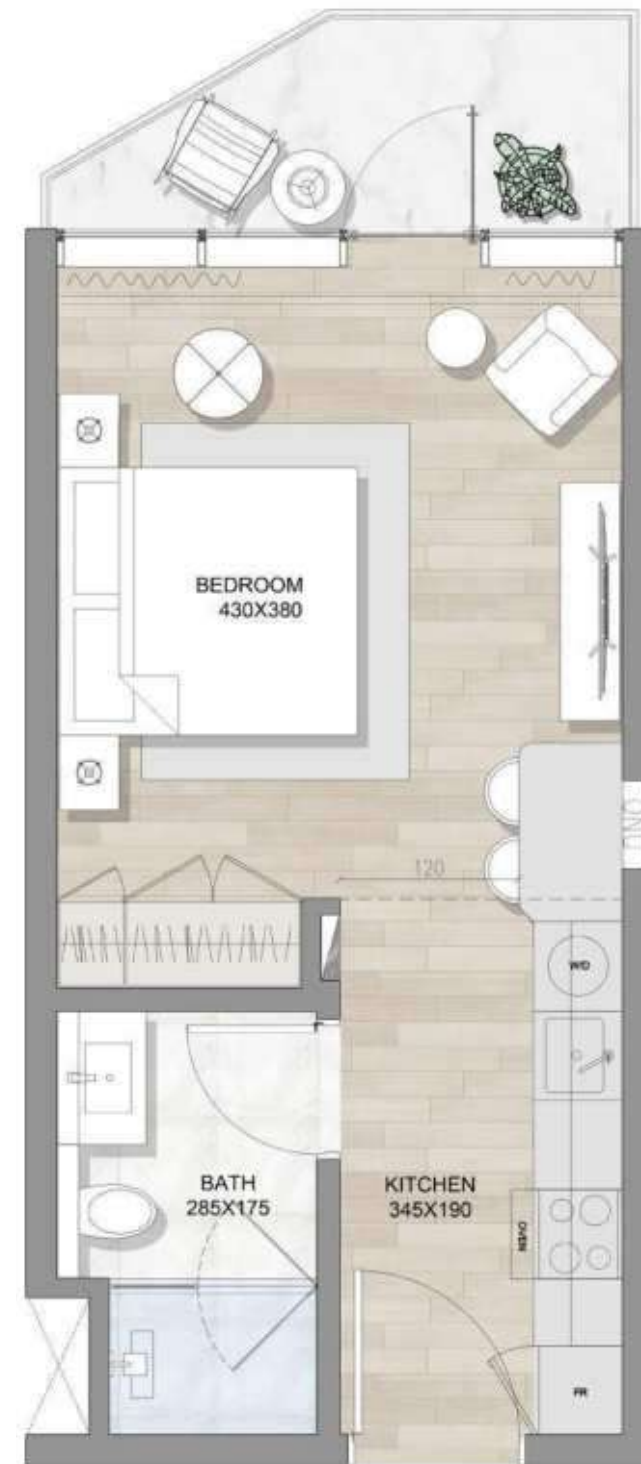 BEDROOM
430X380
120
W/D
BATH
285X175
KITCHEN
345X190
OVEN
FR